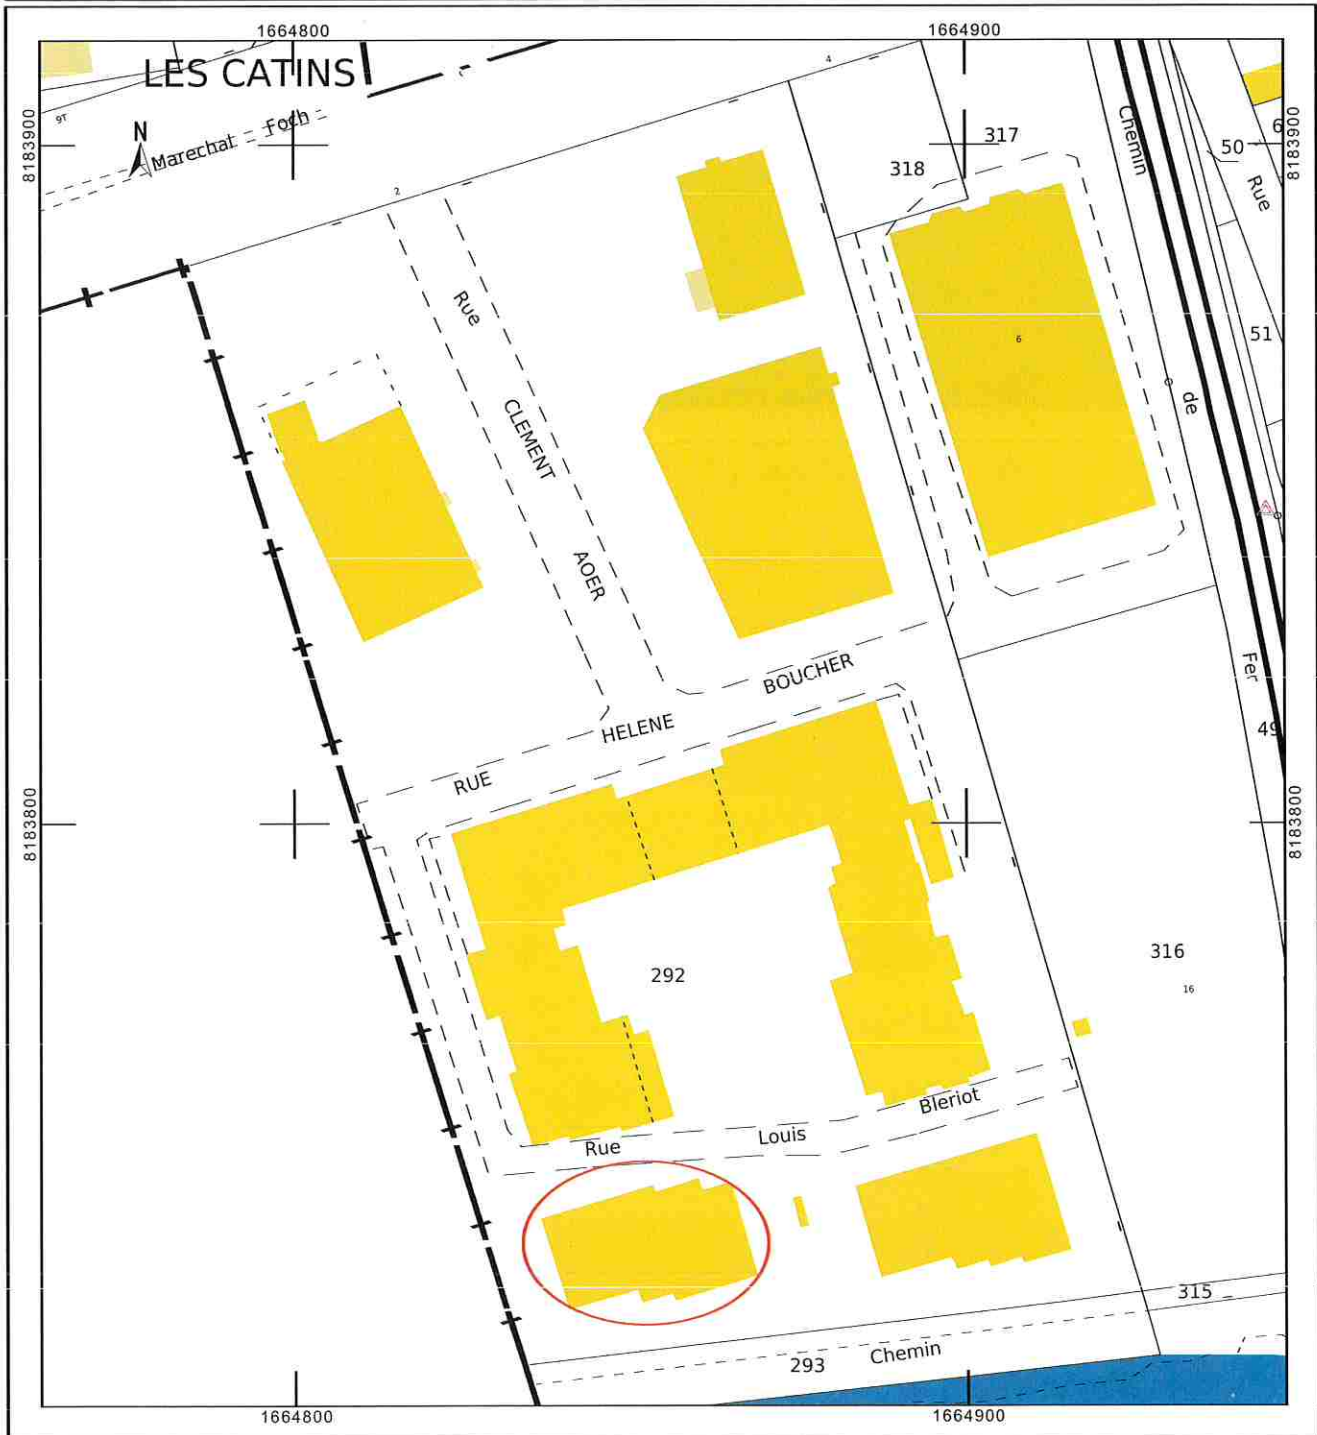 1664800
1664900
LES CATINS
4
8183900
9T
Foch
Marechal
N
2
317
318
Chemin
6
50
Rue
8183900
Rue
51
6
de
CLEMENT
AOER
BOUCHER
HELENE
RUE
Fer
49
8183800
8183800
292
316
16
Bleriot
Louis
Rue
315
Chemin
293
1664800
1664900